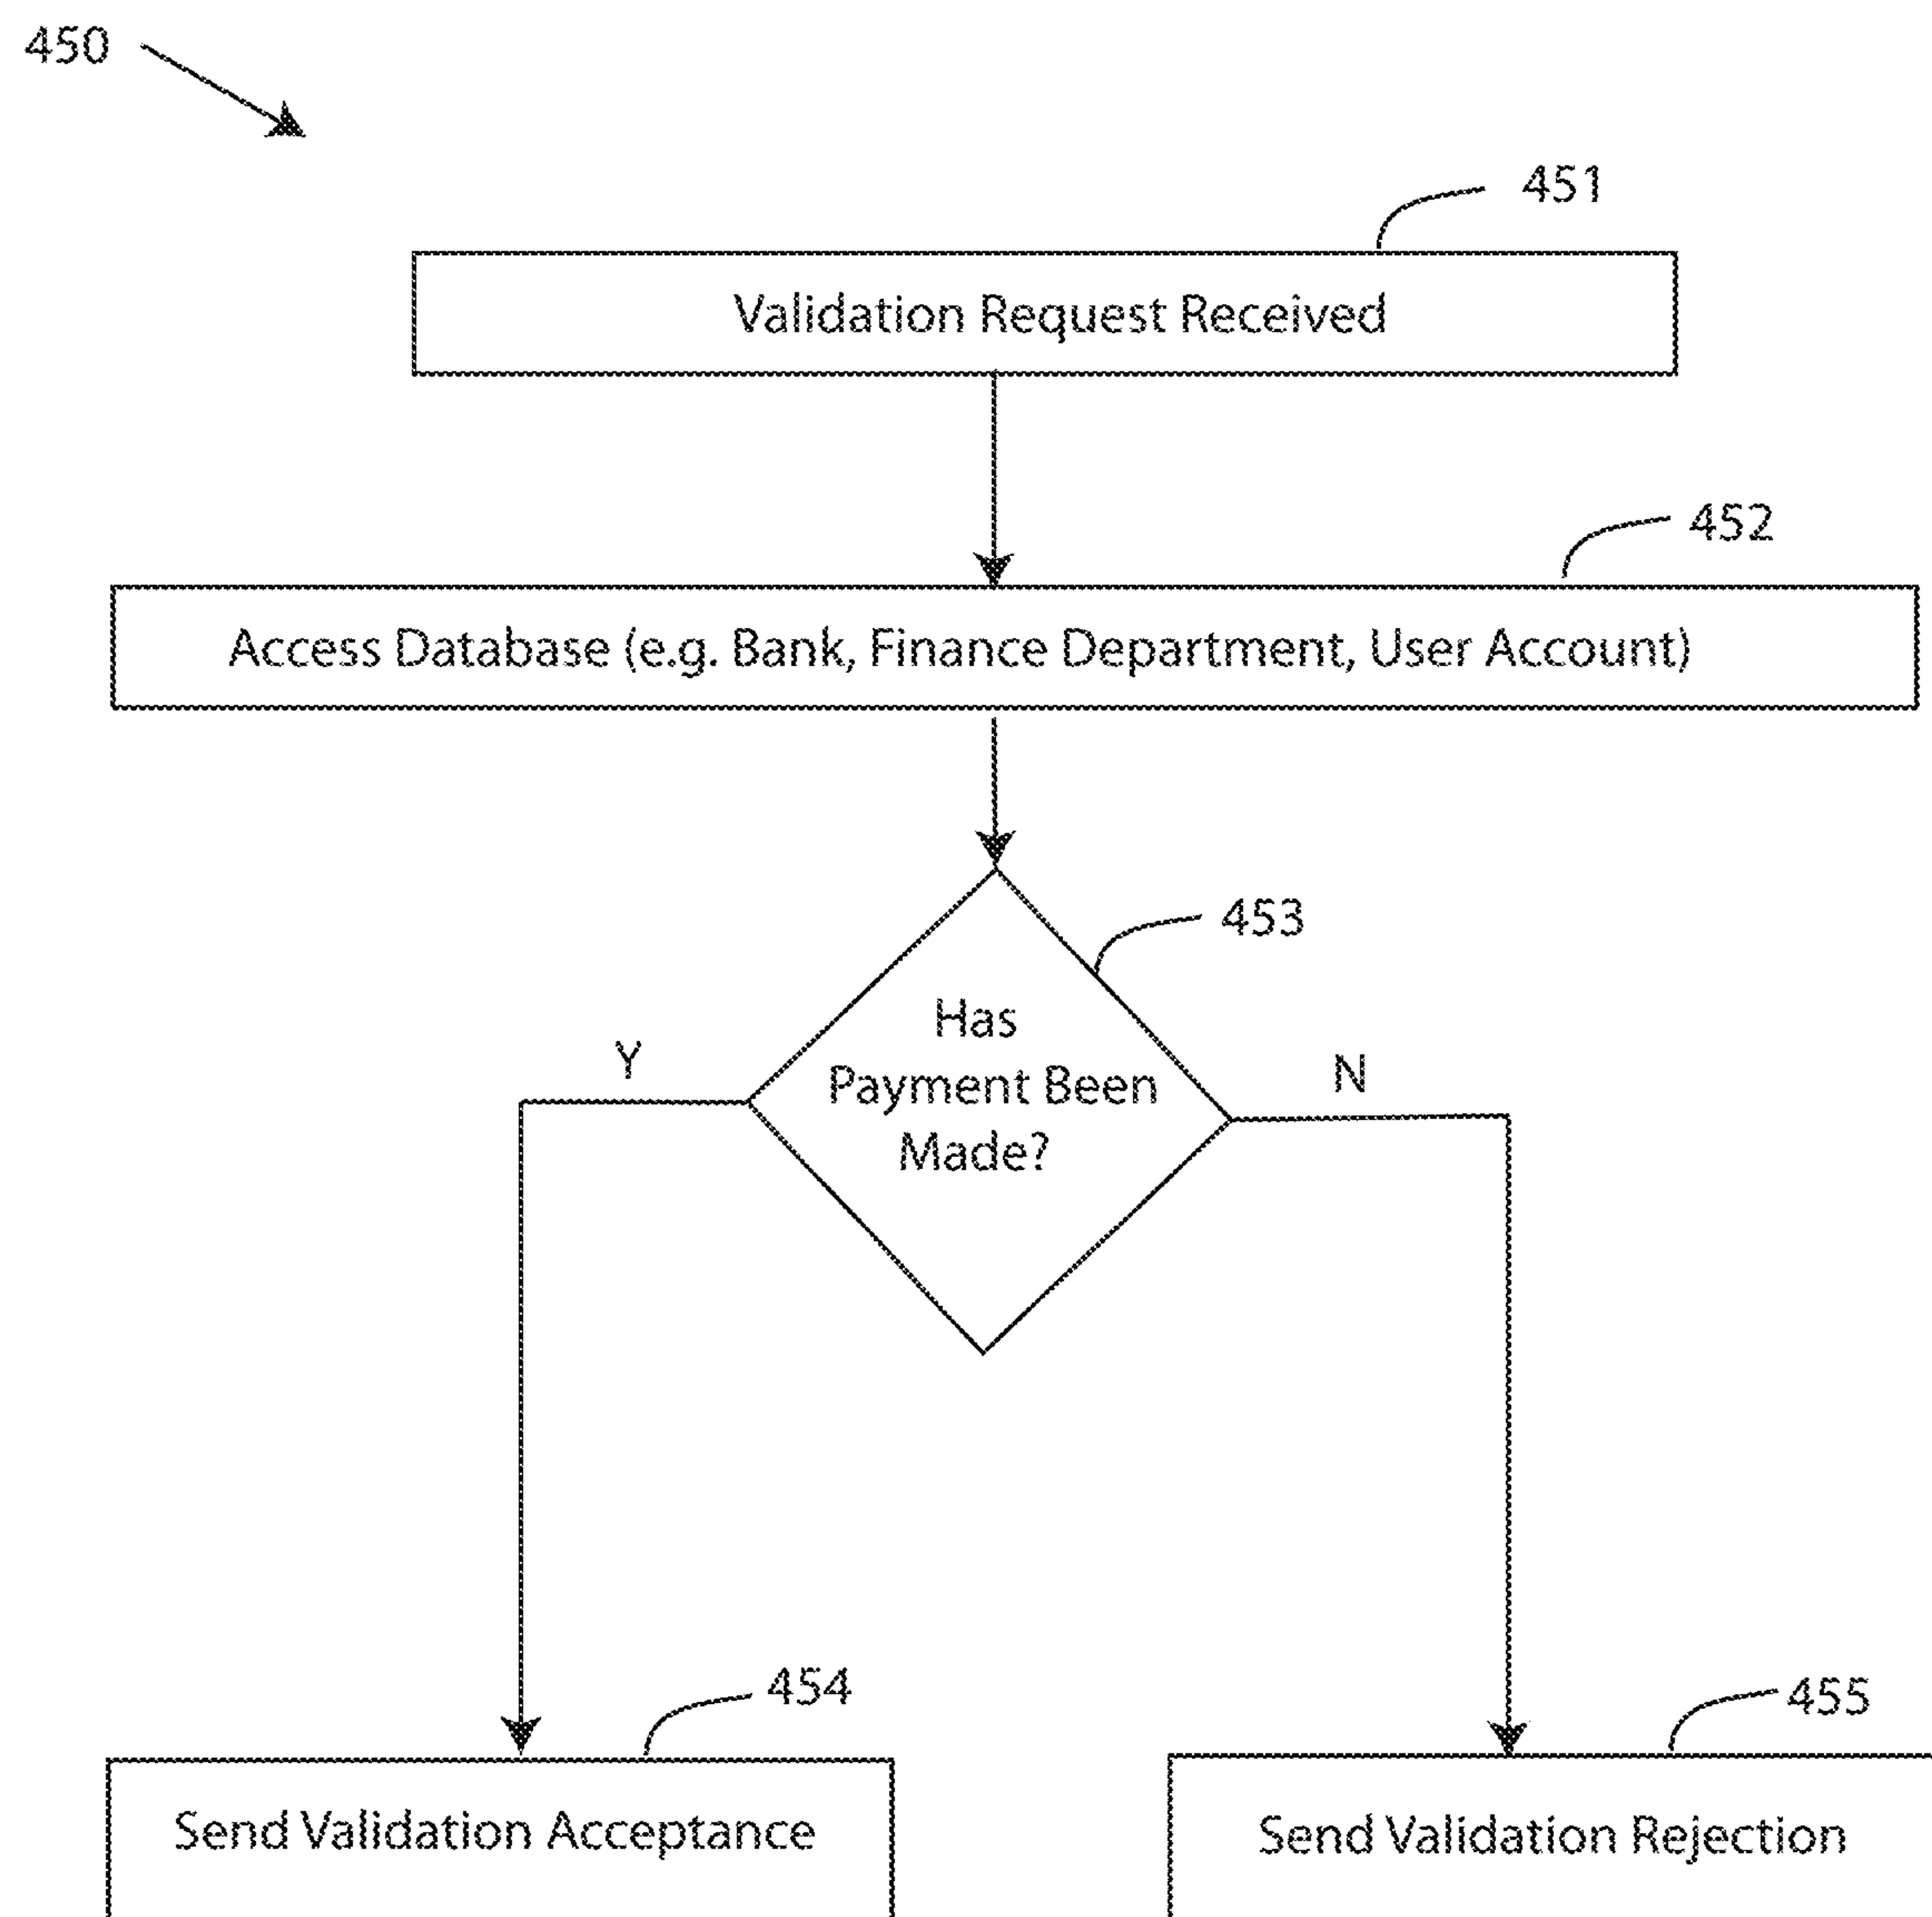 450
451
Validation Request Received
452
Access Database (e.g. Bank, Finance Department, User Account)
453
Has
Payment Been
Made?
Y
N
454
455
Send Validation Acceptance
Send Validation Rejection